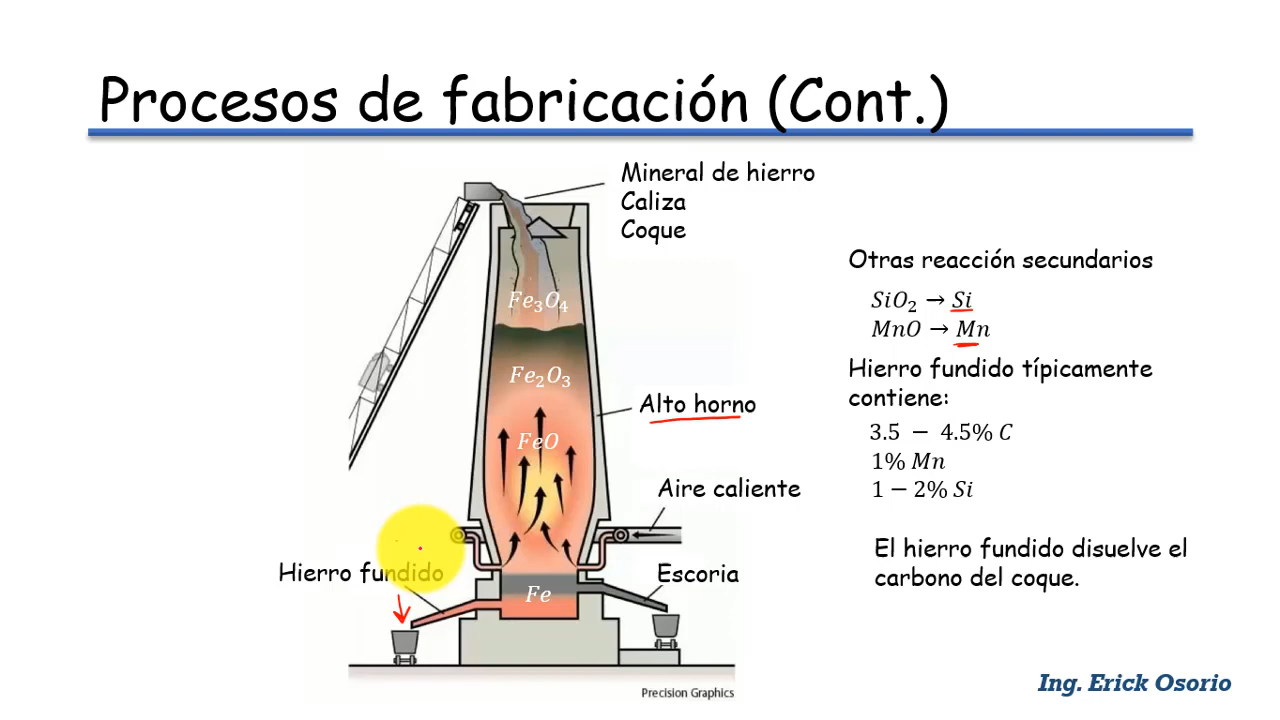 Procesos de fabricación (Cont.)
Mineral de hierro
Caliza
Coque
Fe₃O₄
Fe₂O₃
FeO
Alto horno
Aire caliente
Hierro fundido
Escoria
Fe
Precision Graphics
Otras reacción secundarios
SiO₂ → Si
MnO → Mn
Hierro fundido típicamente
contiene:
3.5 − 4.5% C
1% Mn
1 − 2% Si
El hierro fundido disuelve el
carbono del coque.
Ing. Erick Osorio